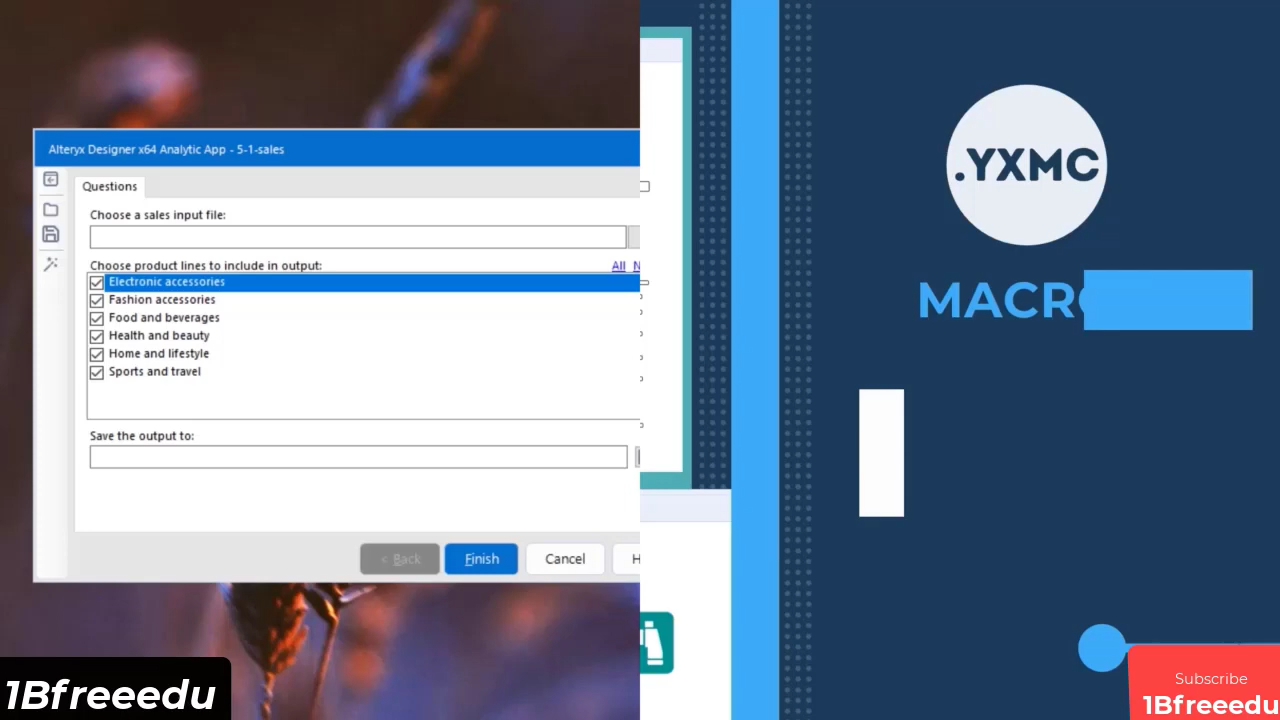 Alteryx Designer x64 Analytic App - 5-1-sales
Questions
Choose a sales input file:
Choose product lines to include in output:
All
Electronic accessories
Fashion accessories
Food and beverages
Health and beauty
Home and lifestyle
Sports and travel
Save the output to:
< Back
Finish
Cancel
1Bfreeedu
.YXMC
Subscribe
1Bfreeedu